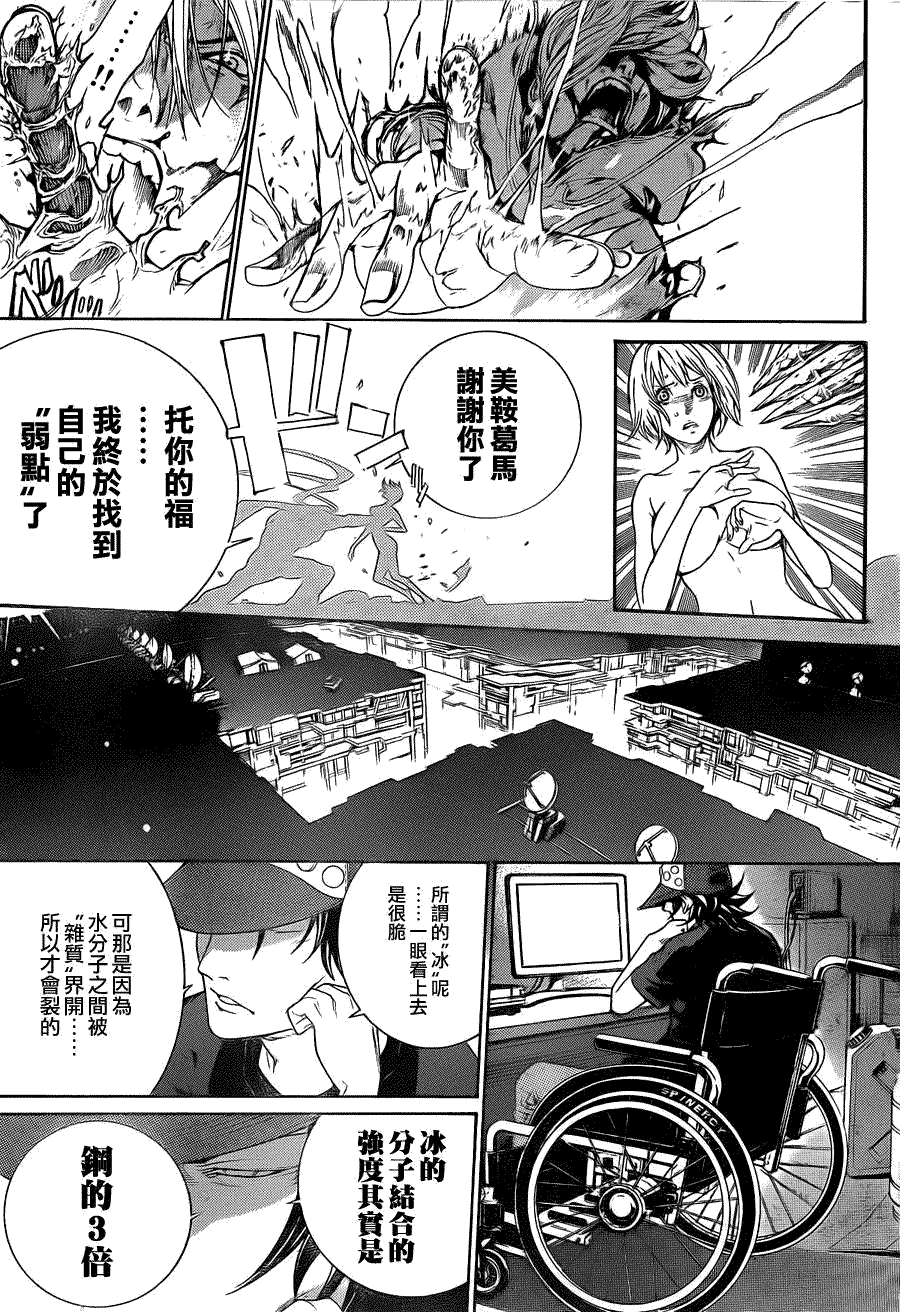 ……!!
美鞍葛馬
謝謝你了
托你的福
……
我終於找到
自己的
"弱點"了
所謂的"冰"呢
……一眼看上去
是很脆
可那是因為
水分子之間被
"雜質"界開……
所以才會裂的
SPINERGY
冰的
分子結合的
強度其實是
鋼的3倍